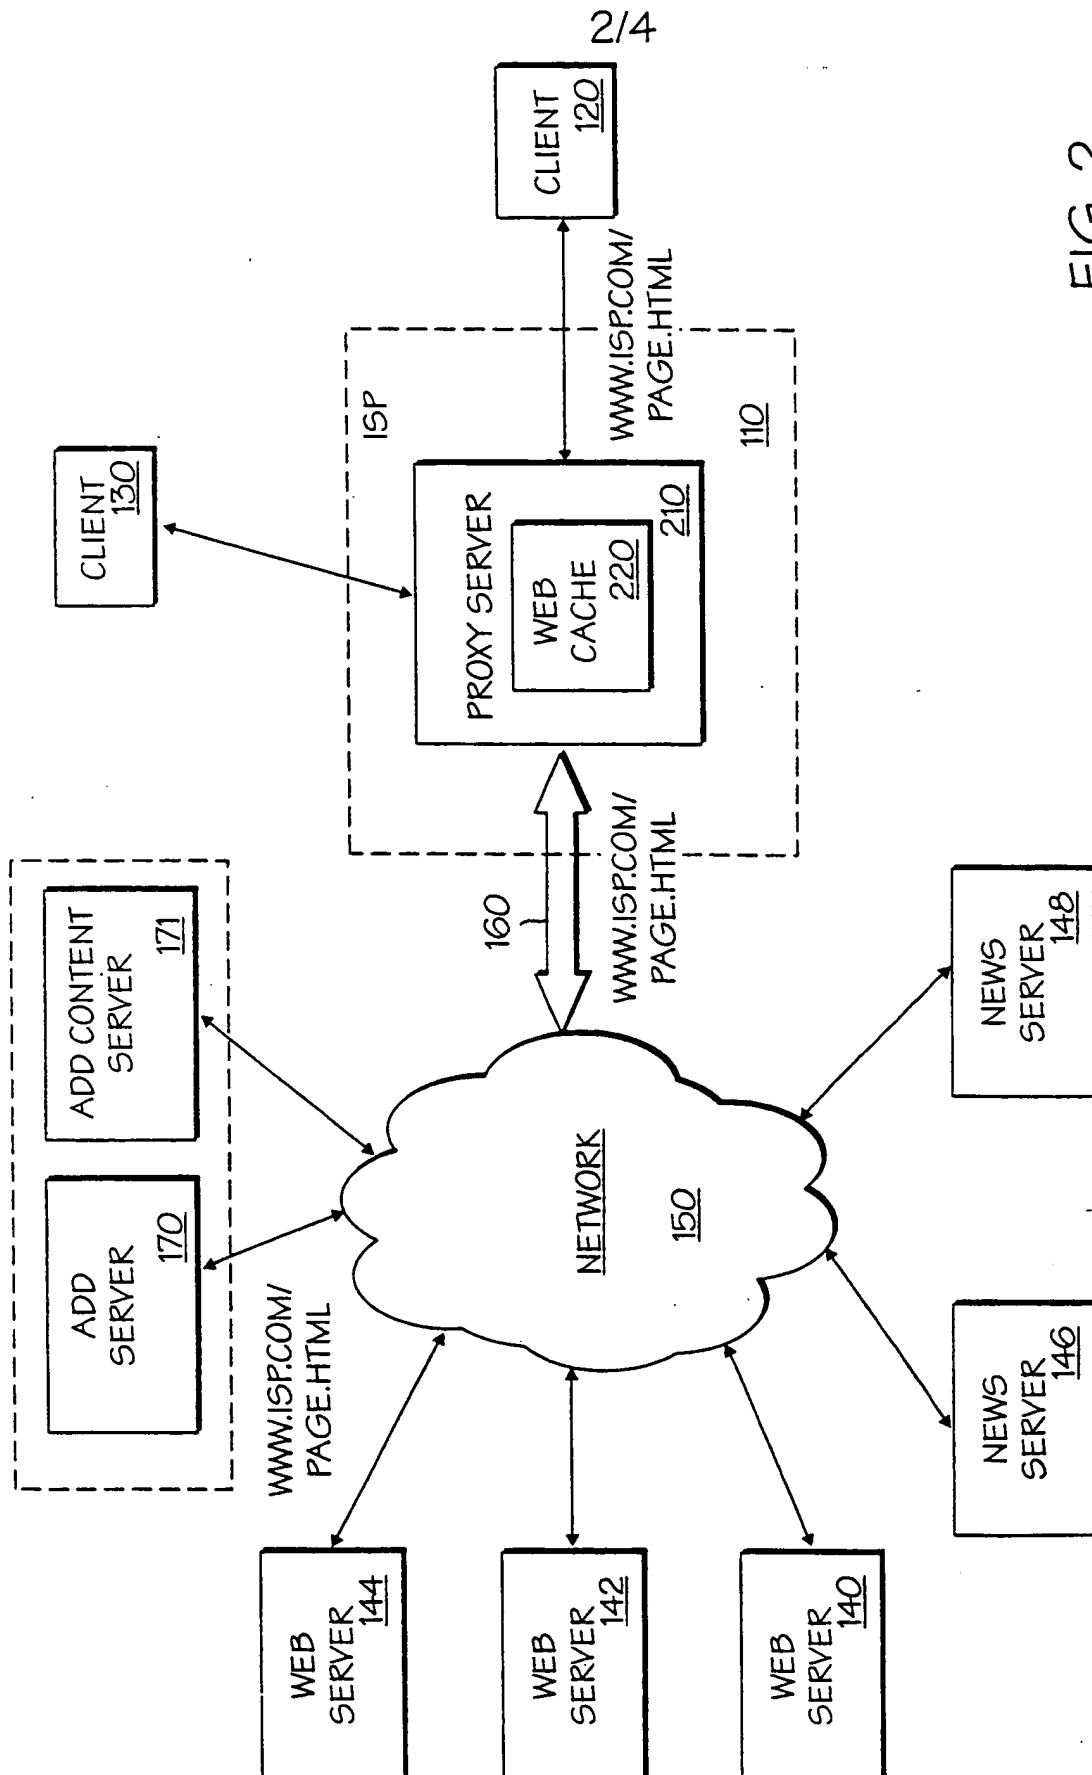 2/4
CLIENT
130
CLIENT
120
ISP
PROXY SERVER
WEB
CACHE
220
210
110
WWW.ISP.COM/
PAGE.HTML
160
WWW.ISP.COM/
PAGE.HTML
ADD CONTENT
SERVER
171
ADD
SERVER
170
WWW.ISP.COM/
PAGE.HTML
NETWORK
150
WEB
SERVER
144
WEB
SERVER
142
WEB
SERVER
140
NEWS
SERVER
146
NEWS
SERVER
148
FIG. 2